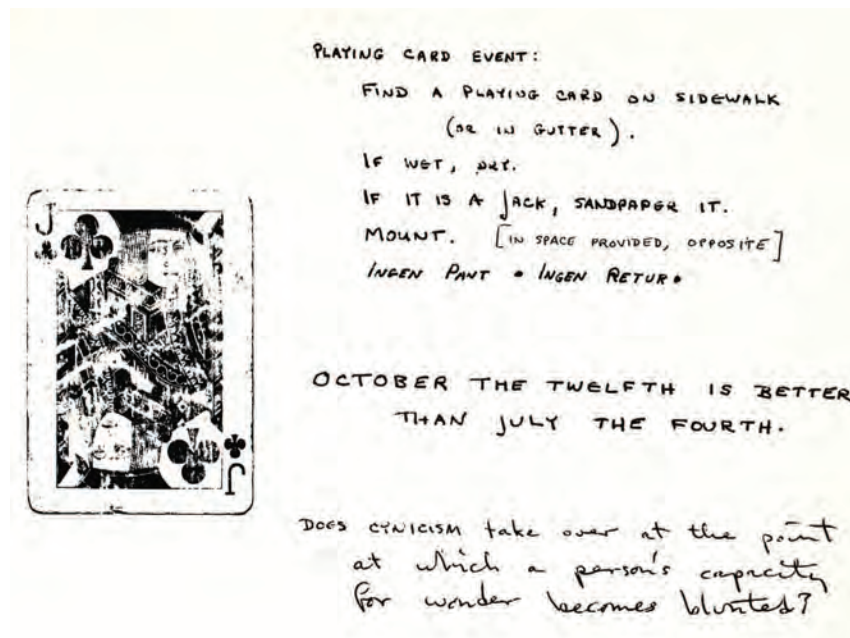 PLAYING CARD EVENT:
FIND A PLAYING CARD ON SIDEWALK
(OR IN GUTTER).
IF WET, DRY.
IF IT IS A JACK, SANDPAPER IT.
MOUNT. [IN SPACE PROVIDED, OPPOSITE]
INGEN PANT • INGEN RETUR •
J
J
OCTOBER THE TWELFTH IS BETTER
THAN JULY THE FOURTH.
DOES CYNICISM take over at the point
at which a person's capacity
for wonder becomes blunted?